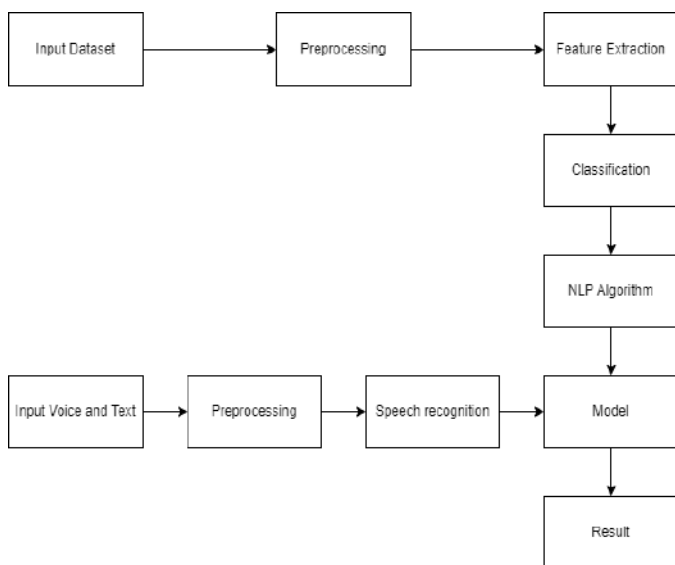 Input Dataset
Preprocessing
Feature Extraction
Classification
NLP Algorithm
Input Voice and Text
Preprocessing
Speech recognition
Model
Result